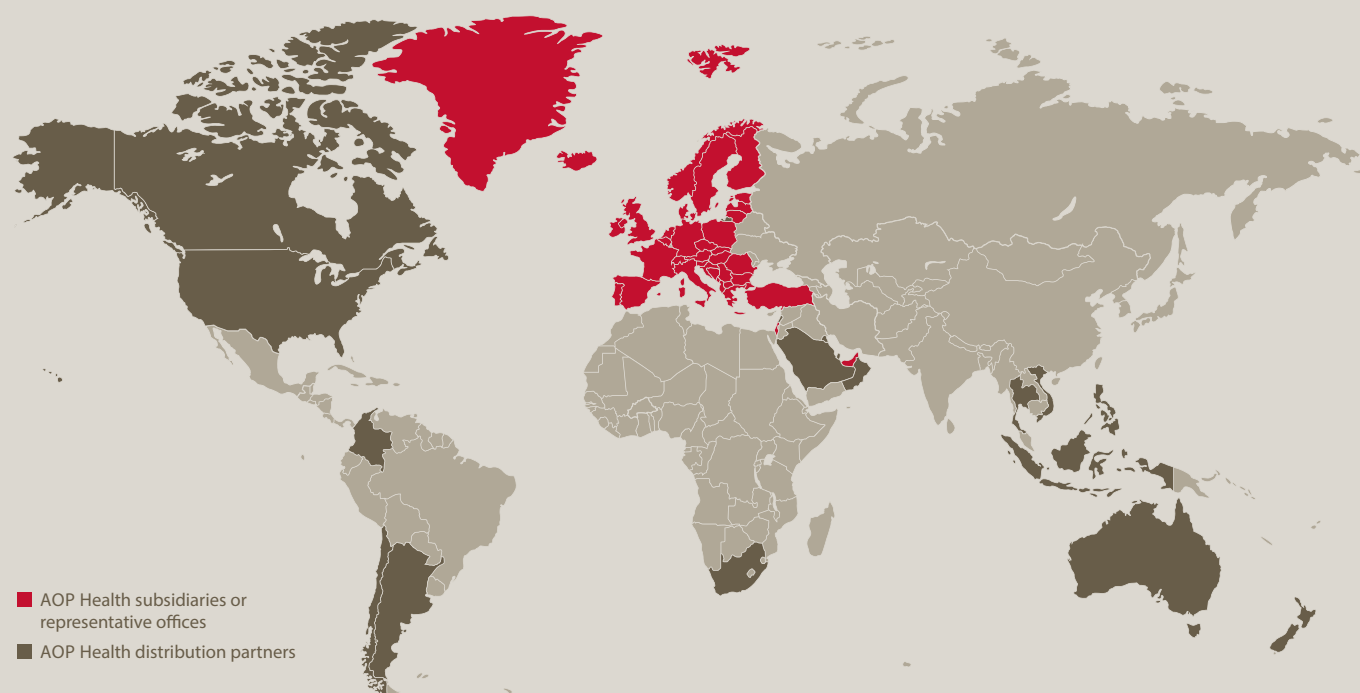 AOP Health subsidiaries or
representative offices
AOP Health distribution partners